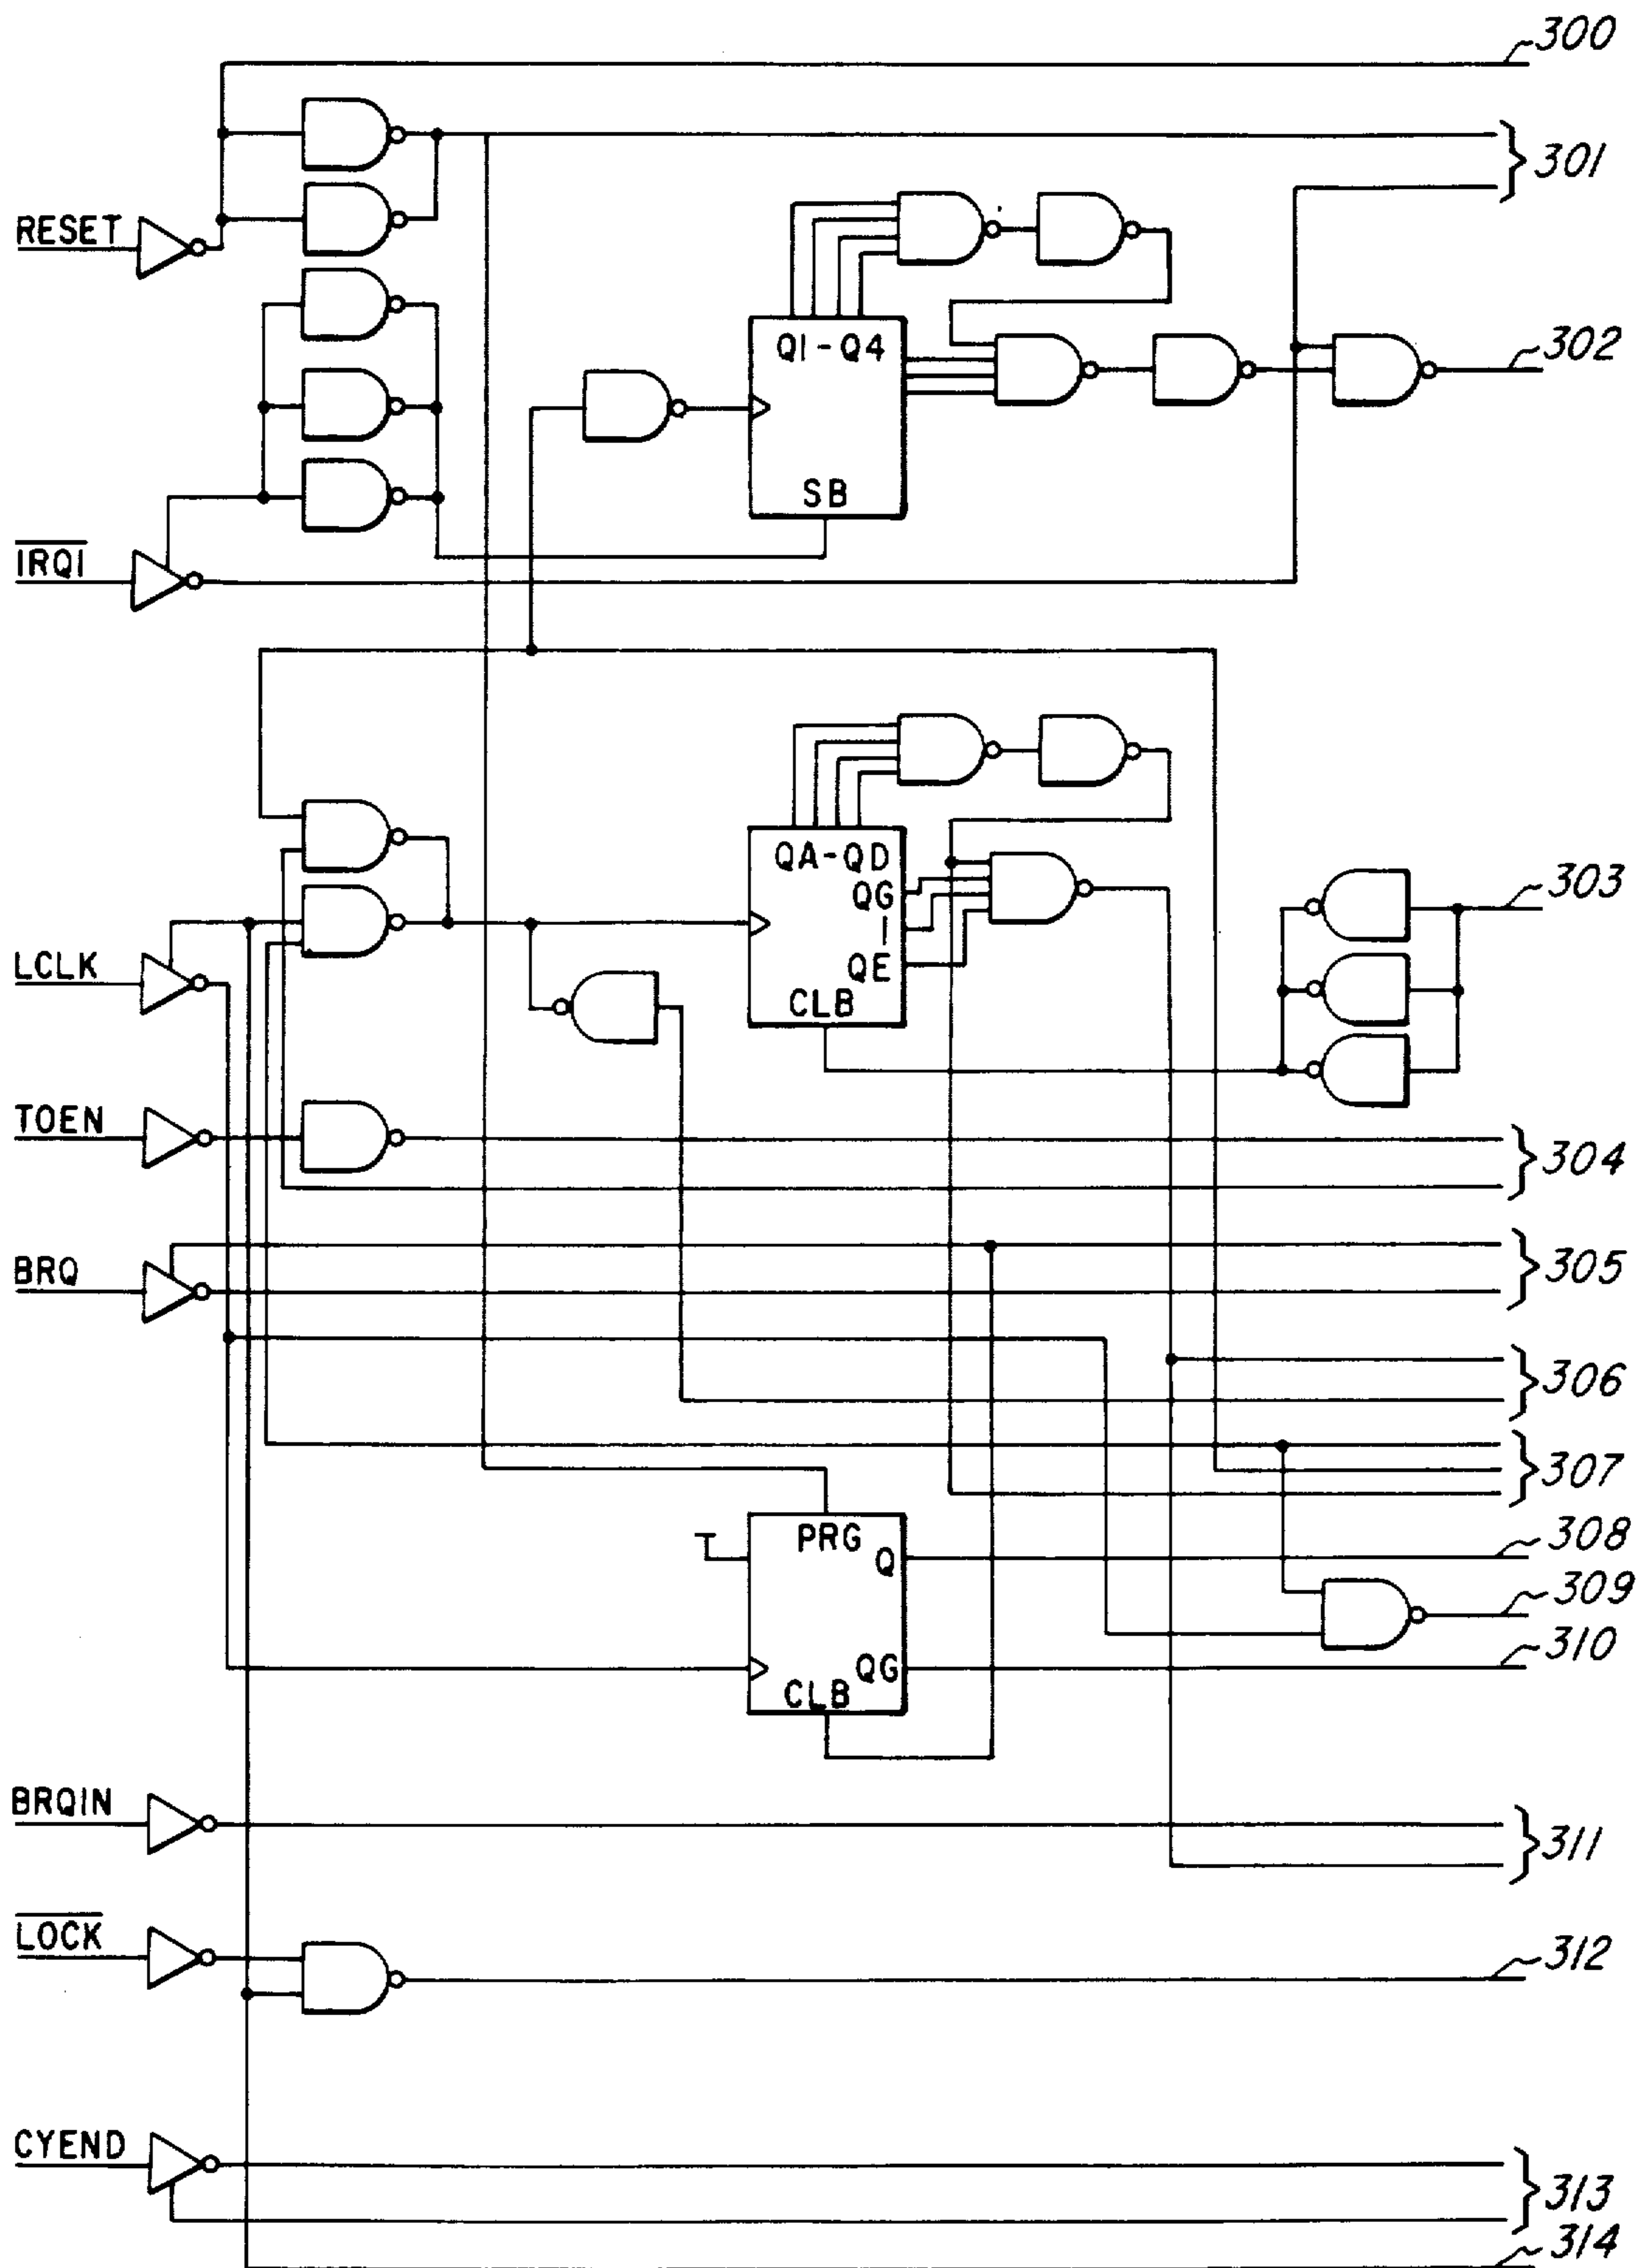 300
301
RESET
Q1-Q4
302
SB
IRQ1
QA-QD
QG
303
I
LCLK
QE
CLB
TOEN
304
BRQ
305
306
307
PRG
308
Q
309
310
QG
CLB
BRQIN
311
LOCK
312
CYEND
313
314